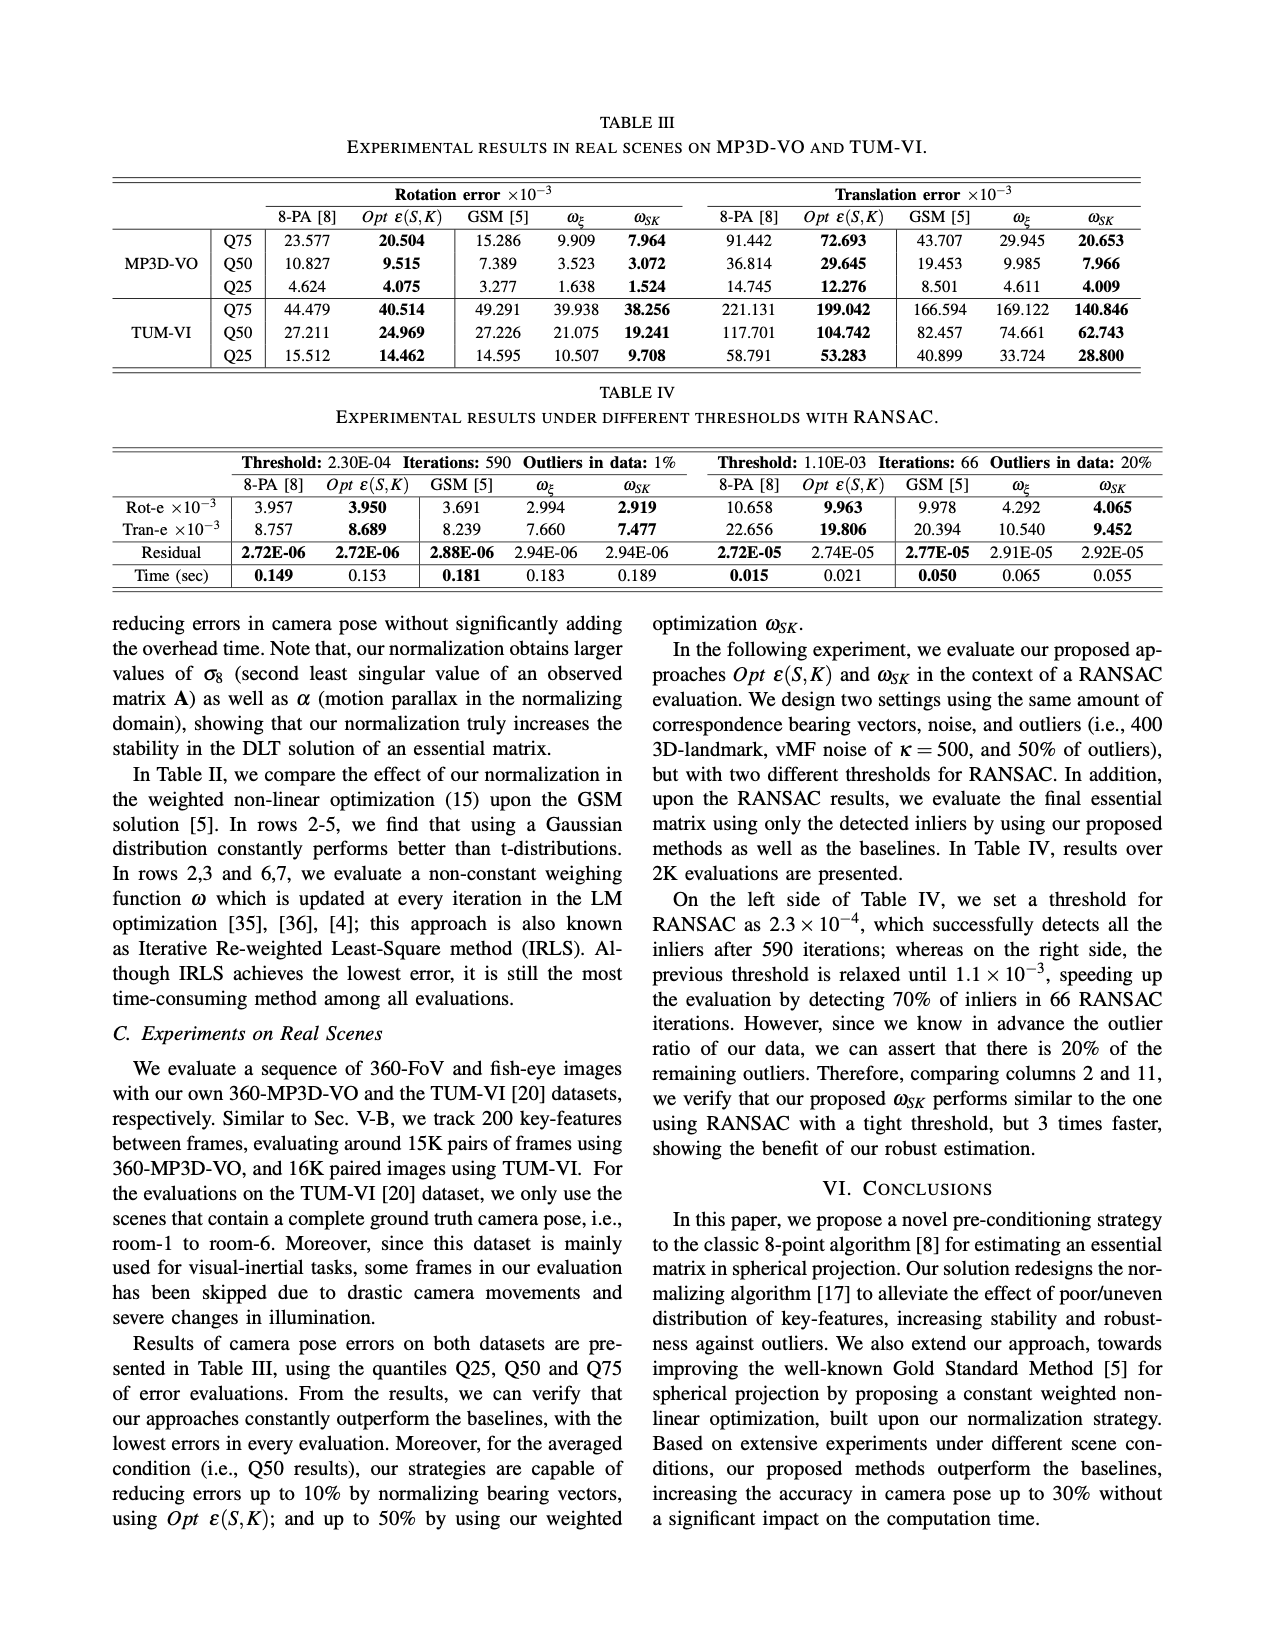 TABLE III
EXPERIMENTAL RESULTS IN REAL SCENES ON MP3D-VO AND TUM-VI.
Rotation error ×10⁻³ Translation error ×10⁻³
8-PA [8] Opt ε(S,K) GSM [5] ω_ξ ω_SK 8-PA [8] Opt ε(S,K) GSM [5] ω_ξ ω_SK
Q75 23.577 20.504 15.286 9.909 7.964 91.442 72.693 43.707 29.945 20.653
MP3D-VO Q50 10.827 9.515 7.389 3.523 3.072 36.814 29.645 19.453 9.985 7.966
Q25 4.624 4.075 3.277 1.638 1.524 14.745 12.276 8.501 4.611 4.009
Q75 44.479 40.514 49.291 39.938 38.256 221.131 199.042 166.594 169.122 140.846
TUM-VI Q50 27.211 24.969 27.226 21.075 19.241 117.701 104.742 82.457 74.661 62.743
Q25 15.512 14.462 14.595 10.507 9.708 58.791 53.283 40.899 33.724 28.800
TABLE IV
EXPERIMENTAL RESULTS UNDER DIFFERENT THRESHOLDS WITH RANSAC.
Threshold: 2.30E-04 Iterations: 590 Outliers in data: 1% Threshold: 1.10E-03 Iterations: 66 Outliers in data: 20%
8-PA [8] Opt ε(S,K) GSM [5] ω_ξ ω_SK 8-PA [8] Opt ε(S,K) GSM [5] ω_ξ ω_SK
Rot-e ×10⁻³ 3.957 3.950 3.691 2.994 2.919 10.658 9.963 9.978 4.292 4.065
Tran-e ×10⁻³ 8.757 8.689 8.239 7.660 7.477 22.656 19.806 20.394 10.540 9.452
Residual 2.72E-06 2.72E-06 2.88E-06 2.94E-06 2.94E-06 2.72E-05 2.74E-05 2.77E-05 2.91E-05 2.92E-05
Time (sec) 0.149 0.153 0.181 0.183 0.189 0.015 0.021 0.050 0.065 0.055
reducing errors in camera pose without significantly adding
the overhead time. Note that, our normalization obtains larger
values of σ₈ (second least singular value of an observed
matrix A) as well as α (motion parallax in the normalizing
domain), showing that our normalization truly increases the
stability in the DLT solution of an essential matrix.
In Table II, we compare the effect of our normalization in
the weighted non-linear optimization (15) upon the GSM
solution [5]. In rows 2-5, we find that using a Gaussian
distribution constantly performs better than t-distributions.
In rows 2,3 and 6,7, we evaluate a non-constant weighing
function ω which is updated at every iteration in the LM
optimization [35], [36], [4]; this approach is also known
as Iterative Re-weighted Least-Square method (IRLS). Al-
though IRLS achieves the lowest error, it is still the most
time-consuming method among all evaluations.
C. Experiments on Real Scenes
We evaluate a sequence of 360-FoV and fish-eye images
with our own 360-MP3D-VO and the TUM-VI [20] datasets,
respectively. Similar to Sec. V-B, we track 200 key-features
between frames, evaluating around 15K pairs of frames using
360-MP3D-VO, and 16K paired images using TUM-VI. For
the evaluations on the TUM-VI [20] dataset, we only use the
scenes that contain a complete ground truth camera pose, i.e.,
room-1 to room-6. Moreover, since this dataset is mainly
used for visual-inertial tasks, some frames in our evaluation
has been skipped due to drastic camera movements and
severe changes in illumination.
Results of camera pose errors on both datasets are pre-
sented in Table III, using the quantiles Q25, Q50 and Q75
of error evaluations. From the results, we can verify that
our approaches constantly outperform the baselines, with the
lowest errors in every evaluation. Moreover, for the averaged
condition (i.e., Q50 results), our strategies are capable of
reducing errors up to 10% by normalizing bearing vectors,
using Opt ε(S,K); and up to 50% by using our weighted
optimization ω_SK.
In the following experiment, we evaluate our proposed ap-
proaches Opt ε(S,K) and ω_SK in the context of a RANSAC
evaluation. We design two settings using the same amount of
correspondence bearing vectors, noise, and outliers (i.e., 400
3D-landmark, vMF noise of κ = 500, and 50% of outliers),
but with two different thresholds for RANSAC. In addition,
upon the RANSAC results, we evaluate the final essential
matrix using only the detected inliers by using our proposed
methods as well as the baselines. In Table IV, results over
2K evaluations are presented.
On the left side of Table IV, we set a threshold for
RANSAC as 2.3 × 10⁻⁴, which successfully detects all the
inliers after 590 iterations; whereas on the right side, the
previous threshold is relaxed until 1.1 × 10⁻³, speeding up
the evaluation by detecting 70% of inliers in 66 RANSAC
iterations. However, since we know in advance the outlier
ratio of our data, we can assert that there is 20% of the
remaining outliers. Therefore, comparing columns 2 and 11,
we verify that our proposed ω_SK performs similar to the one
using RANSAC with a tight threshold, but 3 times faster,
showing the benefit of our robust estimation.
VI. CONCLUSIONS
In this paper, we propose a novel pre-conditioning strategy
to the classic 8-point algorithm [8] for estimating an essential
matrix in spherical projection. Our solution redesigns the nor-
malizing algorithm [17] to alleviate the effect of poor/uneven
distribution of key-features, increasing stability and robust-
ness against outliers. We also extend our approach, towards
improving the well-known Gold Standard Method [5] for
spherical projection by proposing a constant weighted non-
linear optimization, built upon our normalization strategy.
Based on extensive experiments under different scene con-
ditions, our proposed methods outperform the baselines,
increasing the accuracy in camera pose up to 30% without
a significant impact on the computation time.